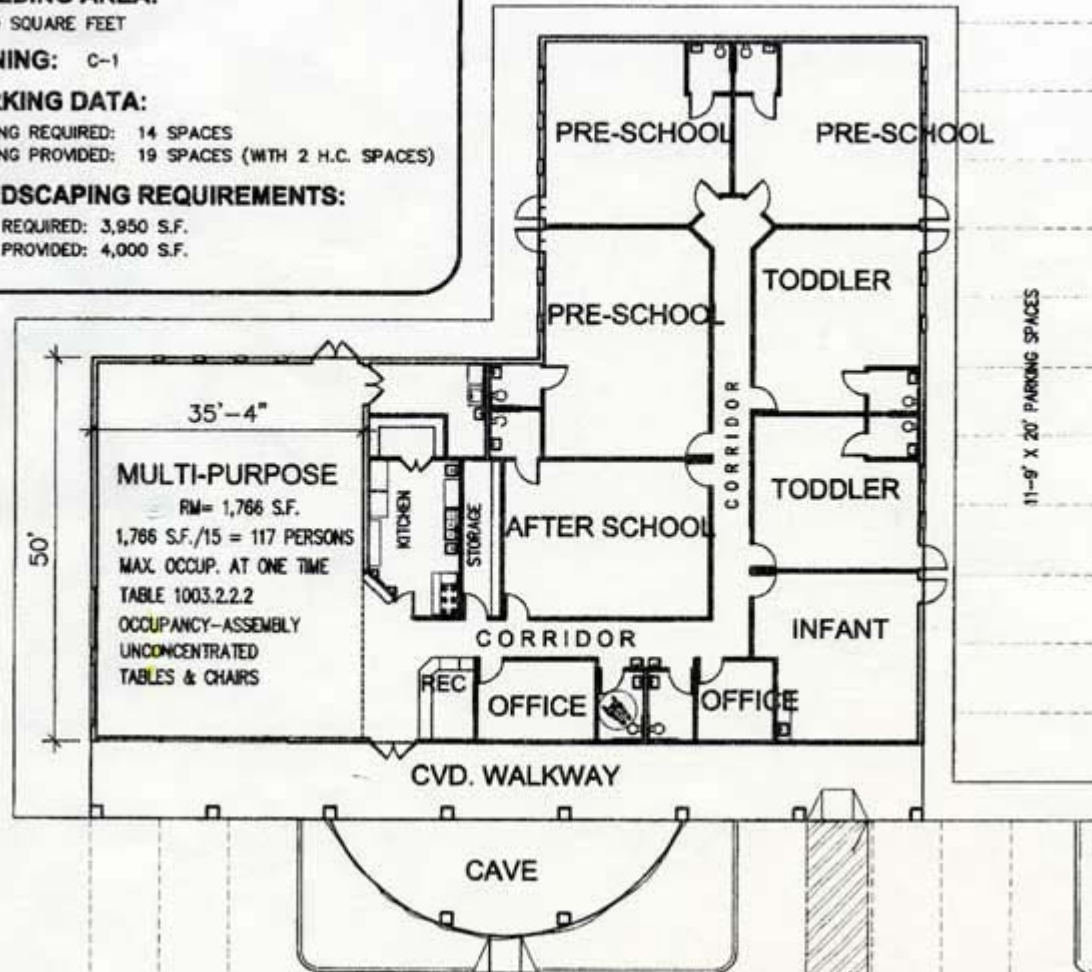 SQUARE FEET
C-1
DATA:
REQUIRED: 14 SPACES
PROVIDED: 19 SPACES (WITH 2 H.C. SPACES)
REQUIREMENTS:
REQUIRED: 3,950 S.F.
PROVIDED: 4,000 S.F.
PRE-SCHOOL
PRE-SCHOOL
PRE-SCHOOL
TODDLER
CORRIDOR
TODDLER
11-9' X 20' PARKING SPACES
35'-4"
50'
MULTI-PURPOSE
RM= 1,766 S.F.
1,766 S.F./15 = 117 PERSONS
MAX. OCCUP. AT ONE TIME
TABLE 1003.2.2.2
OCCUPANCY-ASSEMBLY
UNCONCENTRATED
TABLES & CHAIRS
KITCHEN
STORAGE
AFTER SCHOOL
CORRIDOR
INFANT
REC
OFFICE
OFFICE
CVD. WALKWAY
CAVE